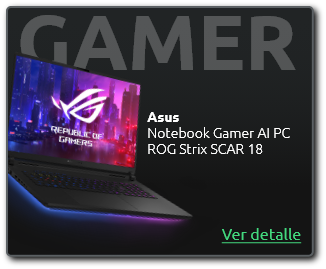 GAMER
REPUBLIC OF
GAMERS
Asus
Notebook Gamer AI PC
ROG Strix SCAR 18
Ver detalle